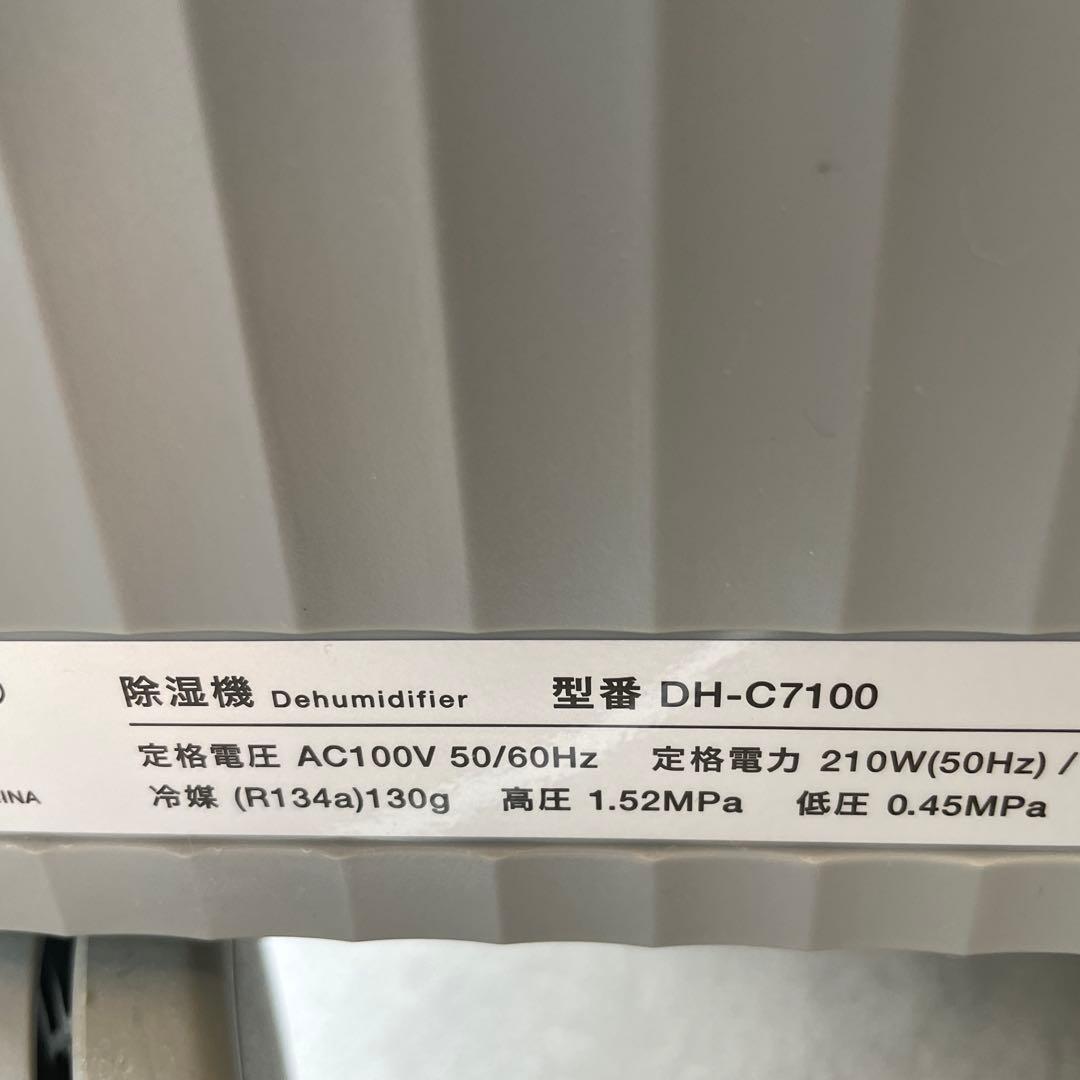 除湿機 Dehumidifier 型番 DH-C7100
定格電圧 AC100V 50/60Hz 定格電力 210W(50Hz) /
冷媒 (R134a)130g 高圧 1.52MPa 低圧 0.45MPa